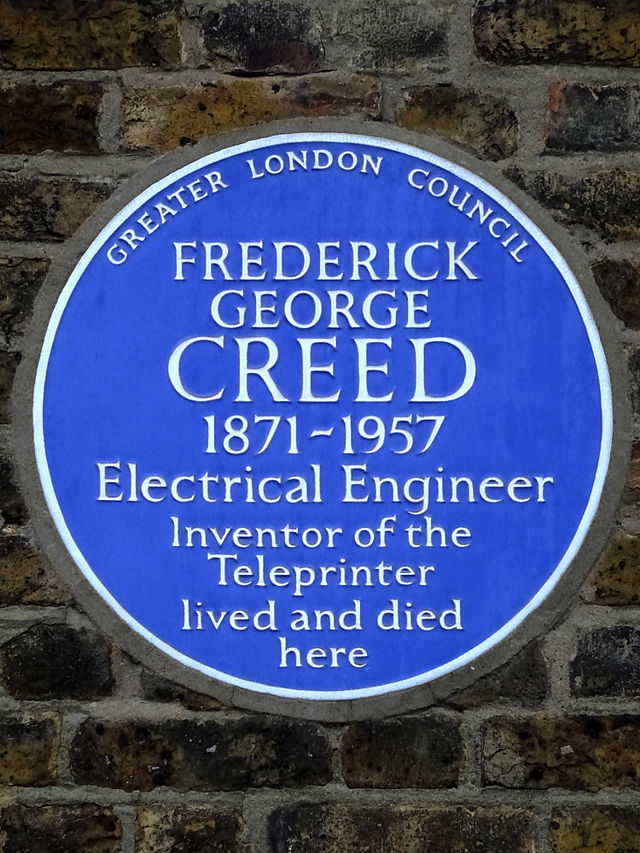 GREATER LONDON COUNCIL
FREDERICK
GEORGE
CREED
1871~1957
Electrical Engineer
Inventor of the
Teleprinter
lived and died
here